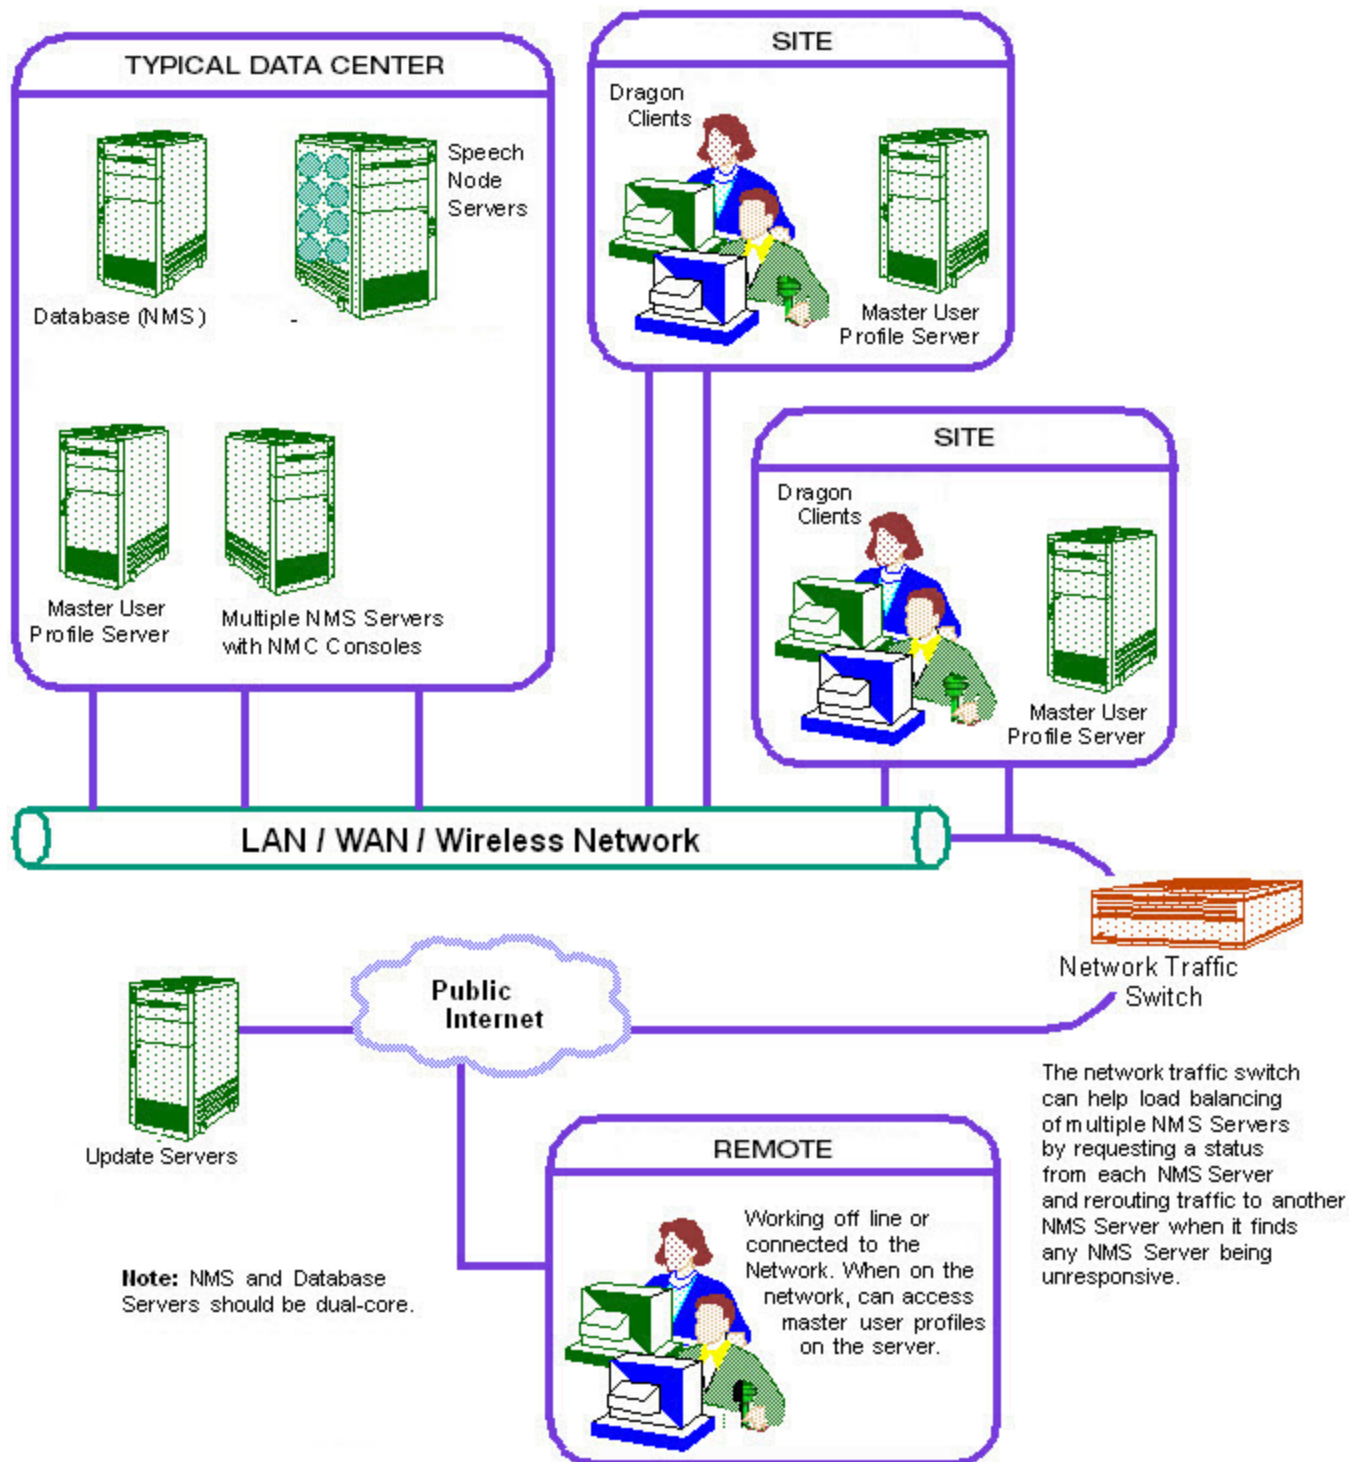 TYPICAL DATA CENTER
Database (NMS)
Speech
Node
Servers
Master User
Profile Server
Multiple NMS Servers
with NMC Consoles
SITE
Dragon
Clients
Master User
Profile Server
SITE
Dragon
Clients
Master User
Profile Server
LAN / WAN / Wireless Network
Network Traffic
Switch
Public
Internet
Update Servers
The network traffic switch
can help load balancing
of multiple NMS Servers
by requesting a status
from each NMS Server
and rerouting traffic to another
NMS Server when it finds
any NMS Server being
unresponsive.
Note: NMS and Database
Servers should be dual-core.
REMOTE
Working off line or
connected to the
Network. When on the
network, can access
master user profiles
on the server.